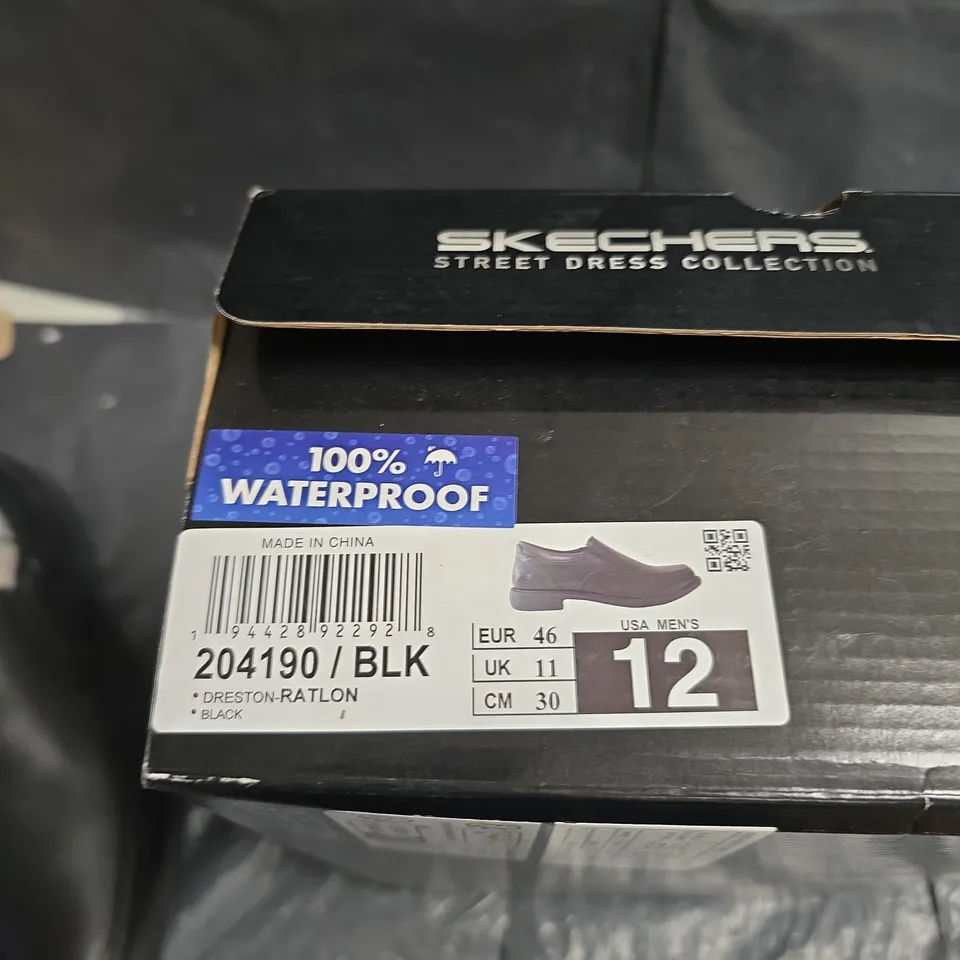 SKECHERS
STREET DRESS COLLECTION
100%
WATERPROOF
MADE IN CHINA
1 94428 92292 8
204190 / BLK
* DRESTON-RATLON
* BLACK
EUR 46
UK 11
CM 30
USA MEN'S
12